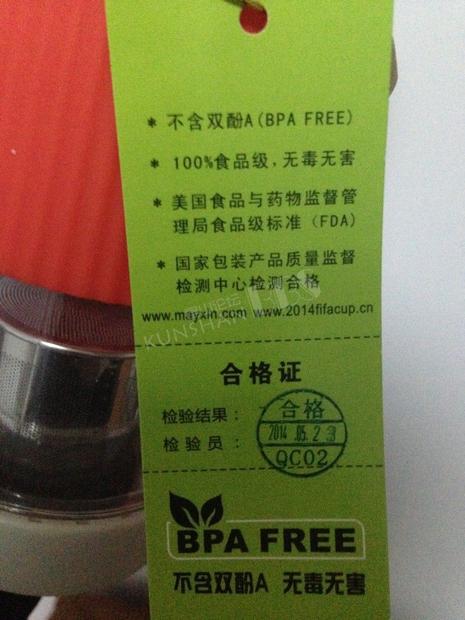 * 不含双酚A(BPA FREE)
* 100%食品级,无毒无害
* 美国食品与药物监督管
理局食品级标准 (FDA)
* 国家包装产品质量监督
检测中心检测合格
www.mayxin.com www.2014fifacup.cn
KUNSHAN
合格证
检验结果:
检验员:
合格
2014.05.2
QC02
BPA FREE
不含双酚A 无毒无害